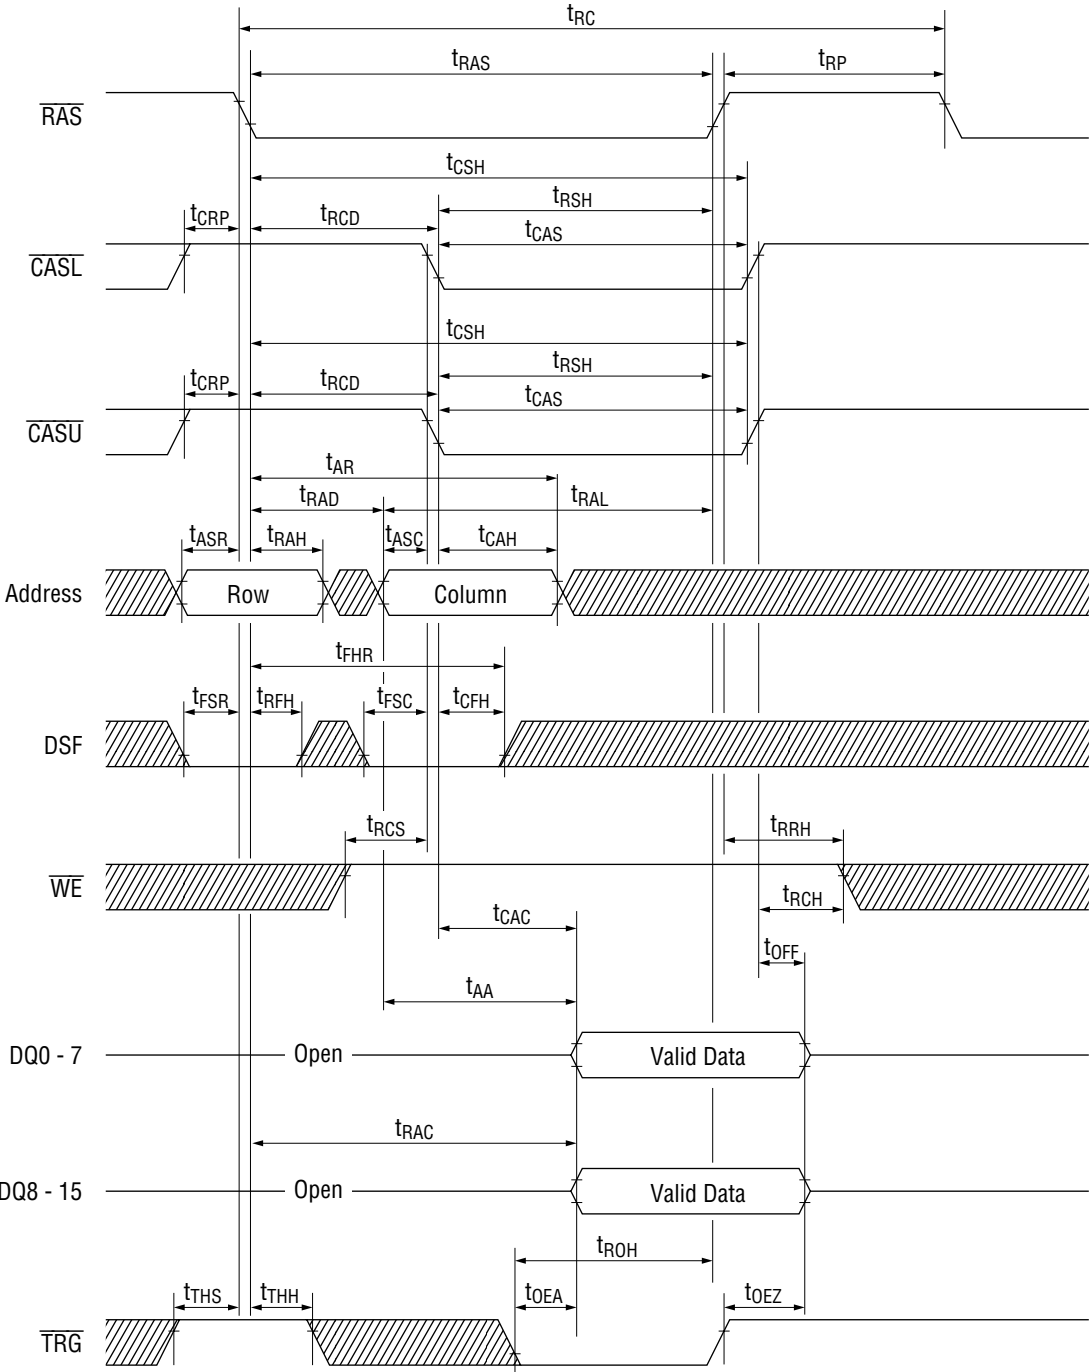 tRC
tRAS
tRP
RAS
tCSH
tRSH
tCRP
tRCD
tCAS
CASL
tCSH
tRSH
tCRP
tRCD
tCAS
CASU
tAR
tRAD
tRAL
tASR
tRAH
tASC
tCAH
Address
Row
Column
tFHR
tFSR
tRFH
tFSC
tCFH
DSF
tRCS
tRRH
WE
tRCH
tCAC
tOFF
tAA
DQ0 - 7
Open
Valid Data
tRAC
DQ8 - 15
Open
Valid Data
tROH
tTHS
tTHH
tOEA
tOEZ
TRG